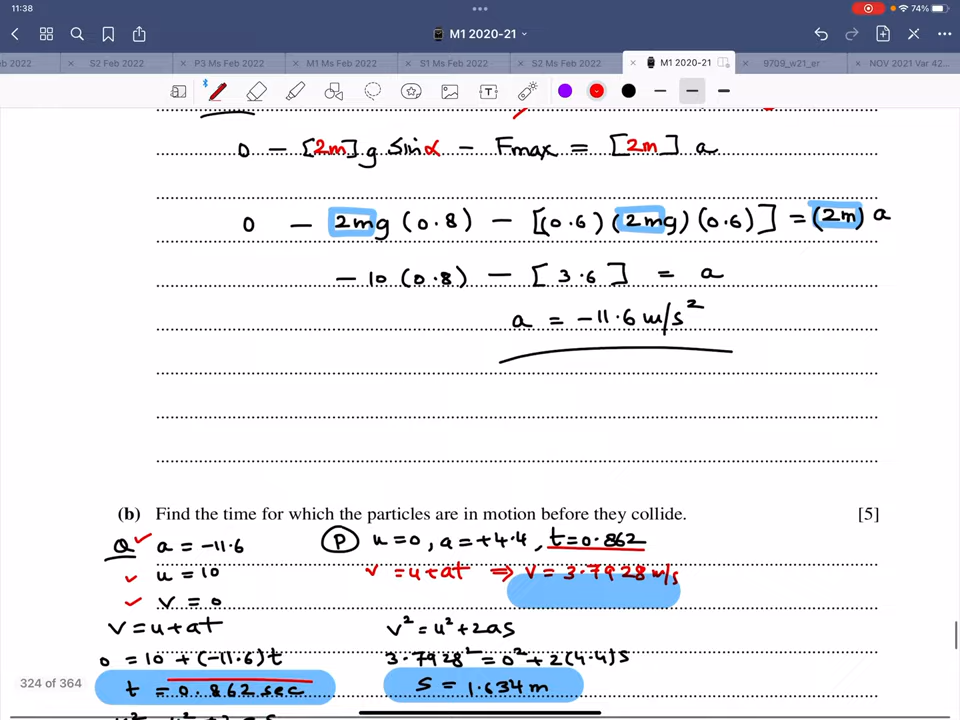 11:38
74%
M1 2020-21
eb 2022
S2 Feb 2022
P3 Ms Feb 2022
M1 Ms Feb 2022
S1 Ms Feb 2022
S2 Ms Feb 2022
M1 2020-21
9709_w21_er
NOV 2021 Var 42...
0 - [2m]g Sinα - Fmax = [2m] a
0 - 2mg (0.8) - [(0.6)(2mg)(0.6)] = (2m) a
- 10 (0.8) - [3.6] = a
a = -11.6 m/s²
(b) Find the time for which the particles are in motion before they collide. [5]
Q a = -11.6
P u=0, a=+4.4, t=0.862
u = 10
v = u+at ⇒ v = 3.7928 m/s
v = 0
v = u+at
v² = u²+2as
0 = 10 + (-11.6)t
3.7928² = 0² + 2(4.4)s
t = 0.862 sec
s = 1.634 m
324 of 364